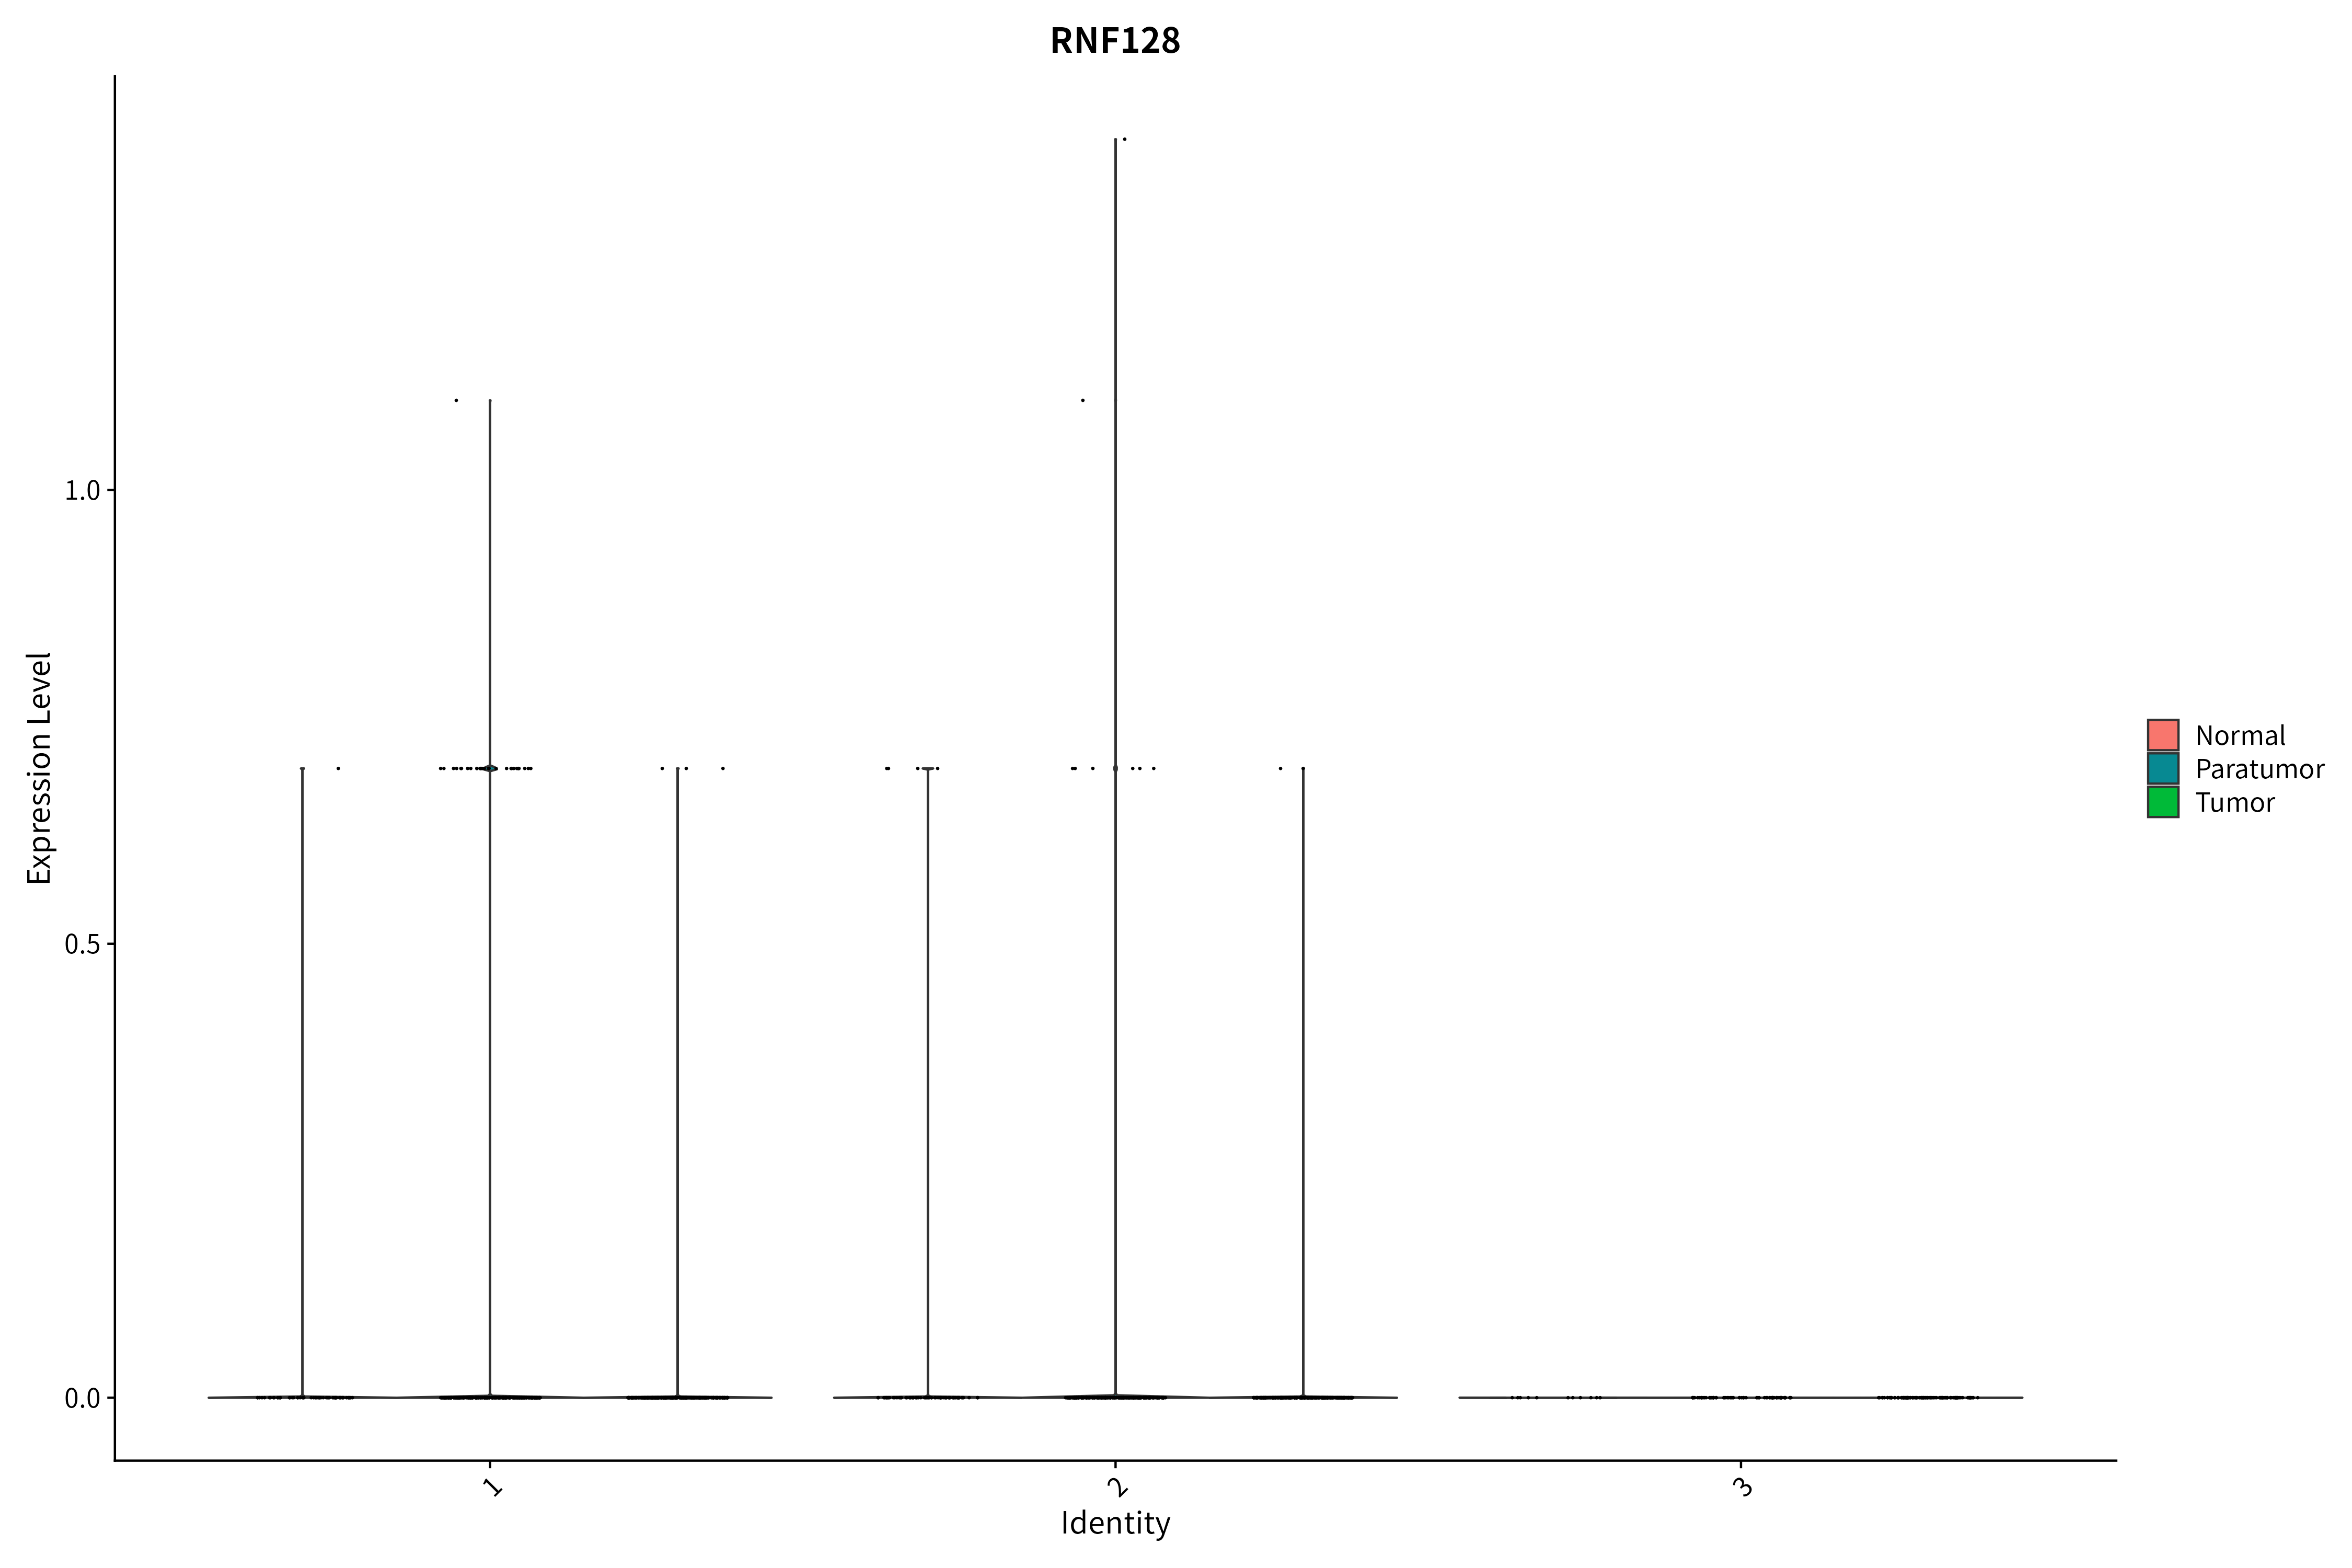 RNF128
Expression Level
1.0
0.5
0.0
1
2
3
Identity
Normal
Paratumor
Tumor